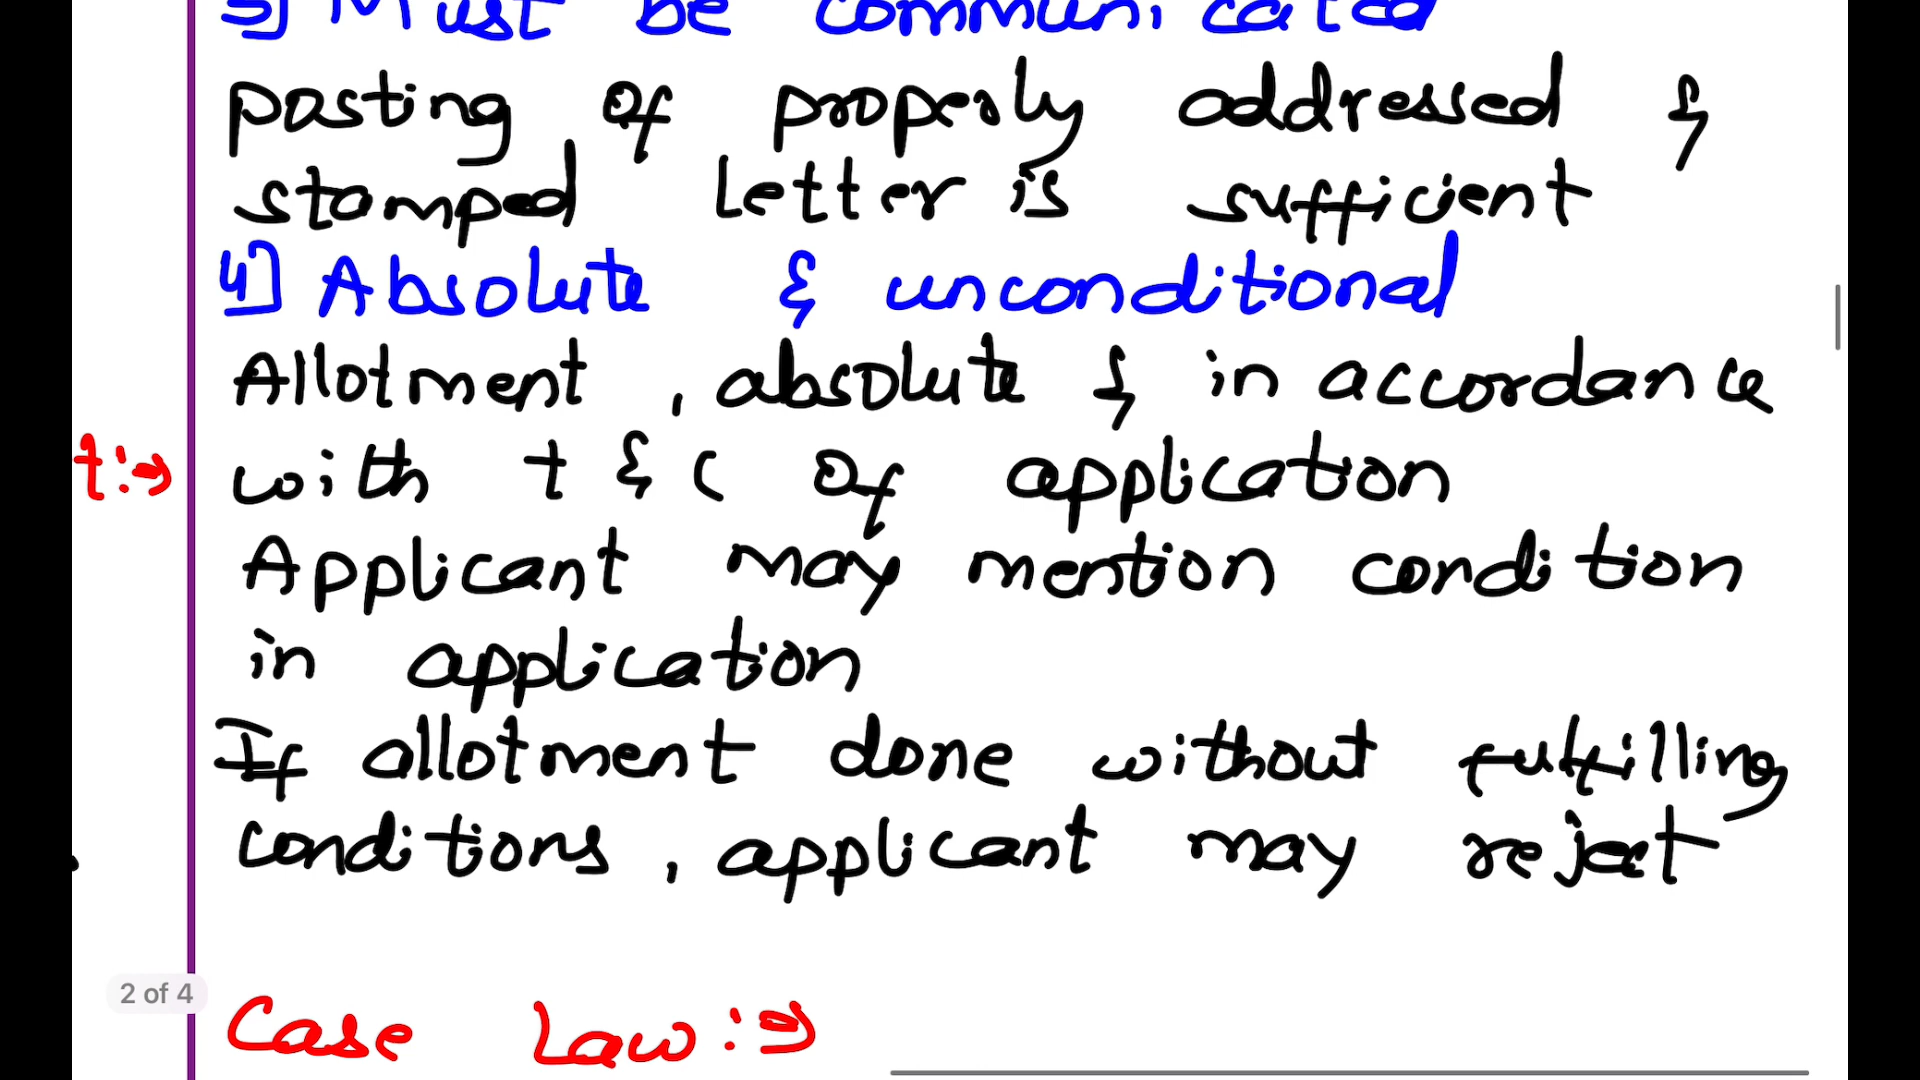 3] Must be communicated
posting of properly addressed &
stamped letter is sufficient
4] Absolute & unconditional
Allotment, absolute & in accordance
t:→ with t & c of application
Applicant may mention condition
in application
If allotment done without fulfilling
conditions, applicant may reject
2 of 4
Case Law:→